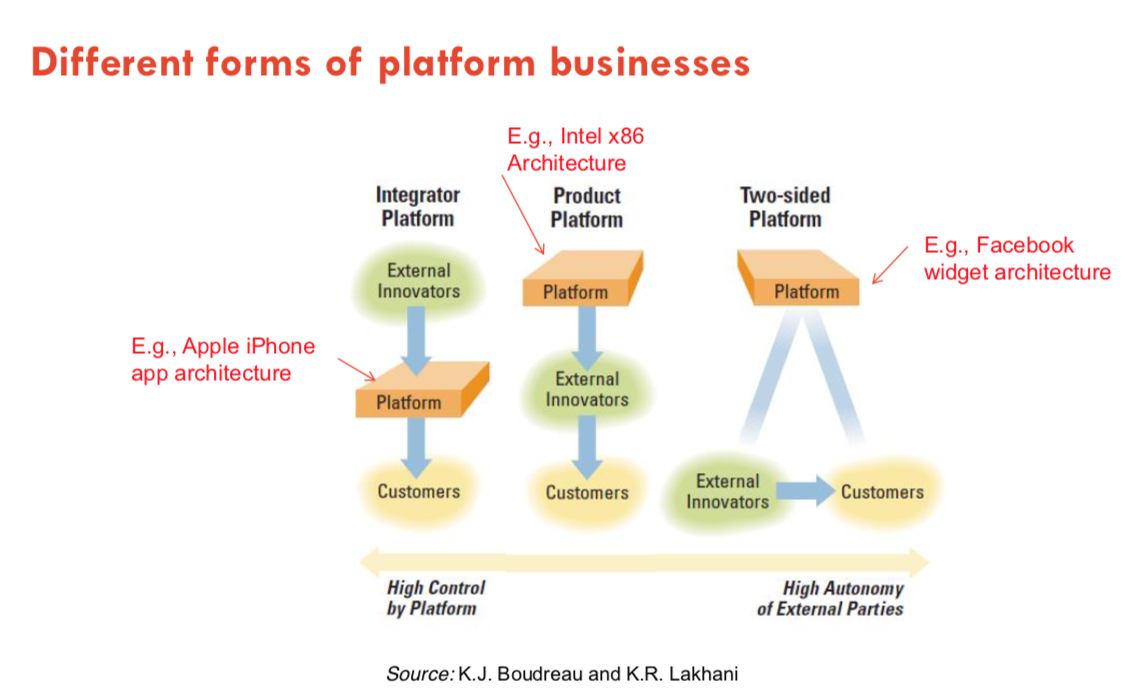 Different forms of platform businesses
E.g., Intel x86
Architecture
Integrator
Platform
Product
Platform
Two-sided
Platform
E.g., Facebook
widget architecture
External
Innovators
Platform
Platform
E.g., Apple iPhone
app architecture
Platform
External
Innovators
Customers
Customers
External
Innovators
Customers
High Control
by Platform
High Autonomy
of External Parties
Source: K.J. Boudreau and K.R. Lakhani